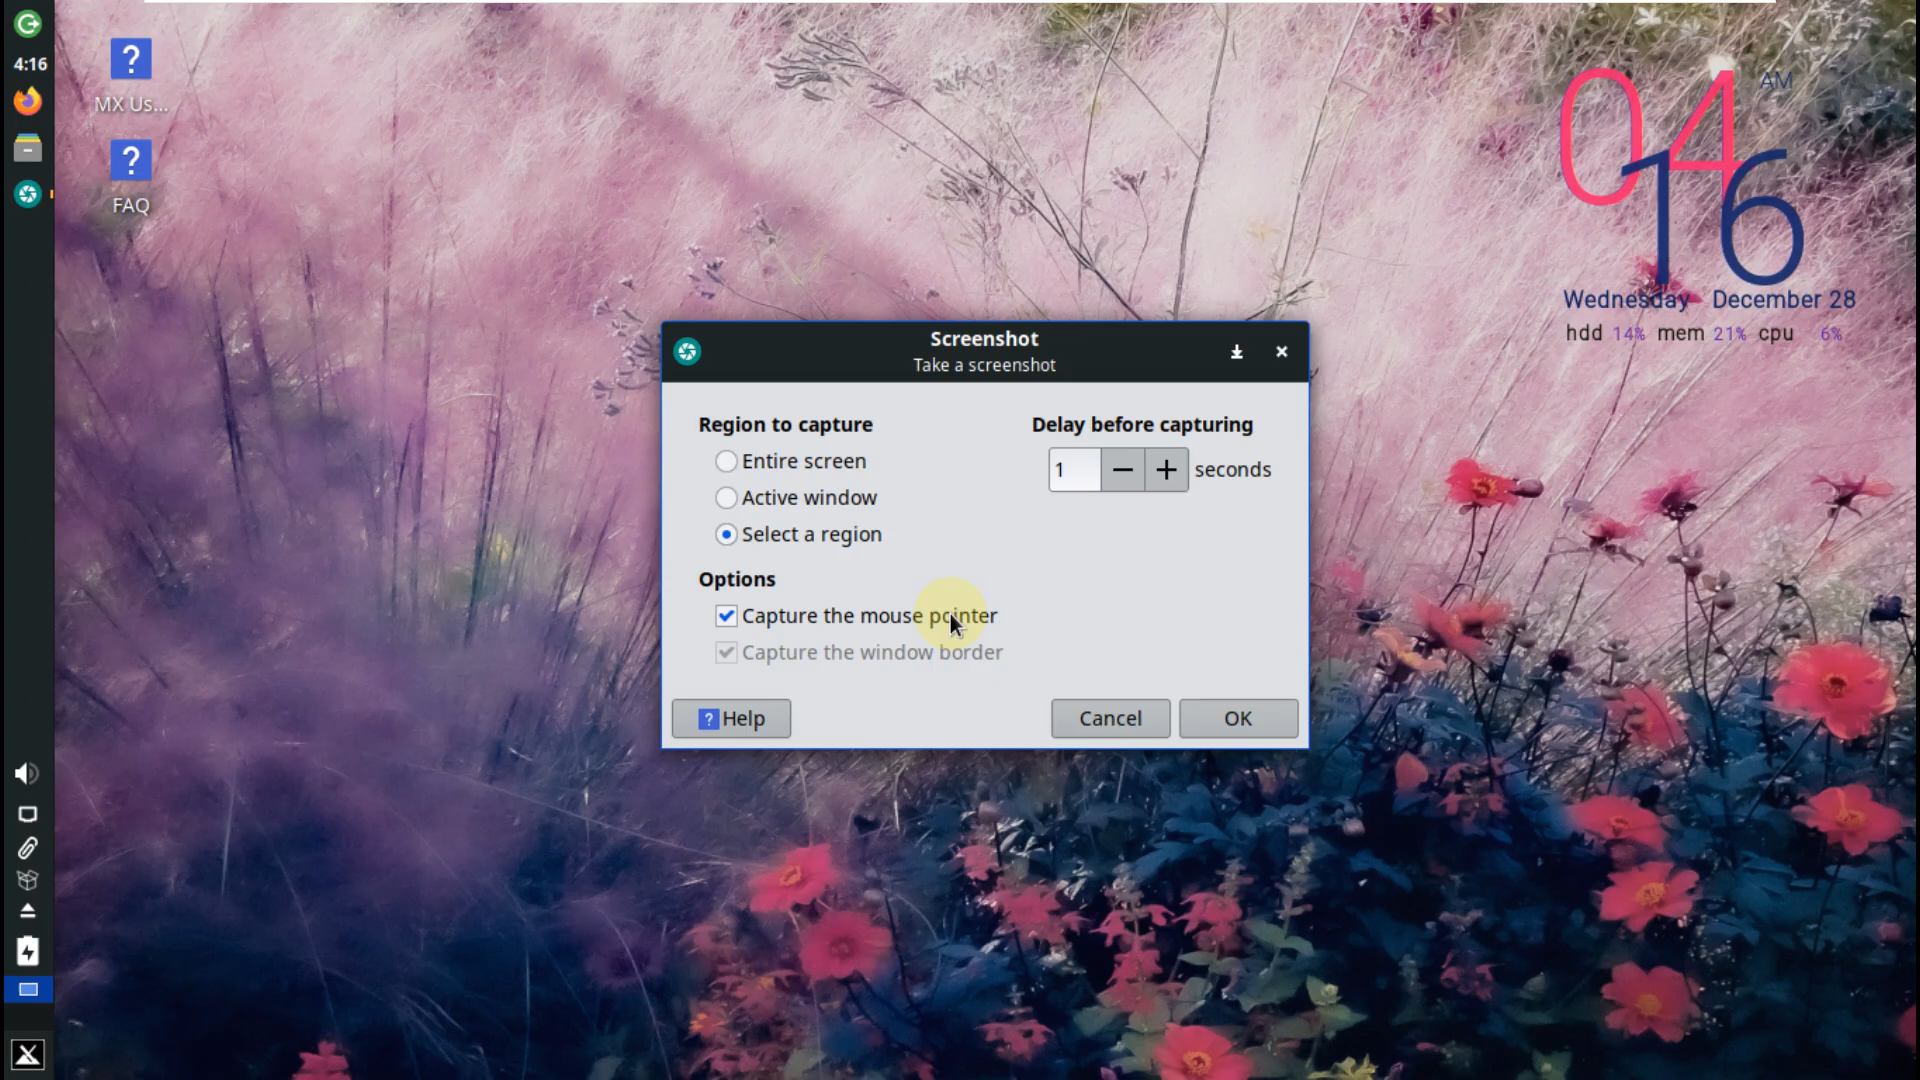 4:16
MX Us...
FAQ
04
AM
16
Wednesday December 28
hdd 14% mem 21% cpu 6%
Screenshot
Take a screenshot
Region to capture
Entire screen
Active window
Select a region
Delay before capturing
1 seconds
Options
Capture the mouse pointer
Capture the window border
? Help
Cancel
OK